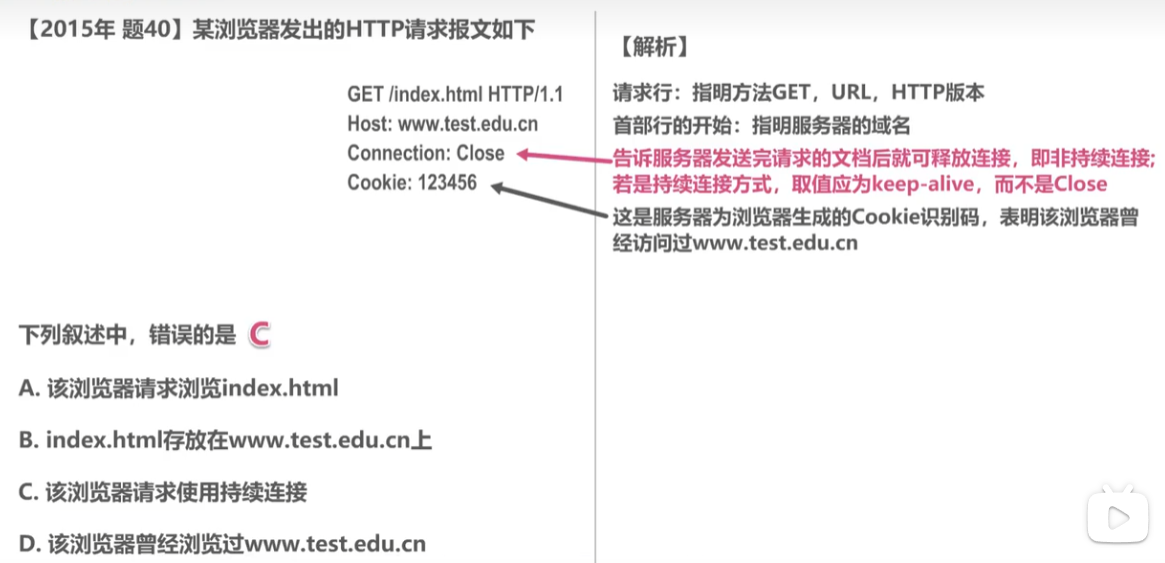 【2015年 题40】某浏览器发出的HTTP请求报文如下
GET /index.html HTTP/1.1
Host: www.test.edu.cn
Connection: Close
Cookie: 123456
下列叙述中，错误的是 C
A. 该浏览器请求浏览index.html
B. index.html存放在www.test.edu.cn上
C. 该浏览器请求使用持续连接
D. 该浏览器曾经浏览过www.test.edu.cn
【解析】
请求行：指明方法GET，URL，HTTP版本
首部行的开始：指明服务器的域名
告诉服务器发送完请求的文档后就可释放连接，即非持续连接;
若是持续连接方式，取值应为keep-alive，而不是Close
这是服务器为浏览器生成的Cookie识别码，表明该浏览器曾
经访问过www.test.edu.cn